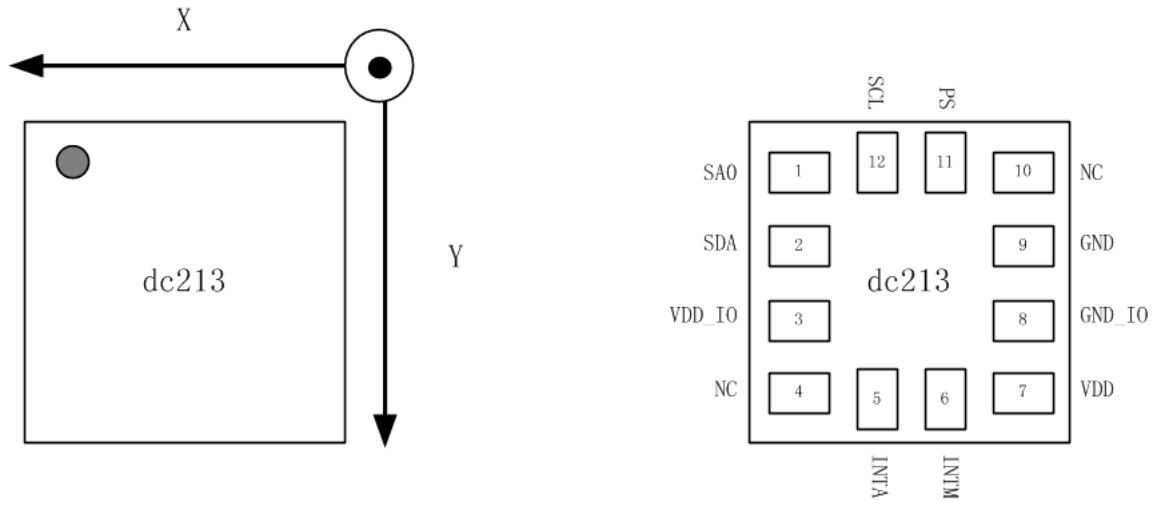 X
Y
dc213
SCL
PS
SA0
1
12
11
10
NC
SDA
2
9
GND
dc213
VDD_IO
3
8
GND_IO
NC
4
5
6
7
VDD
INTA
INTM